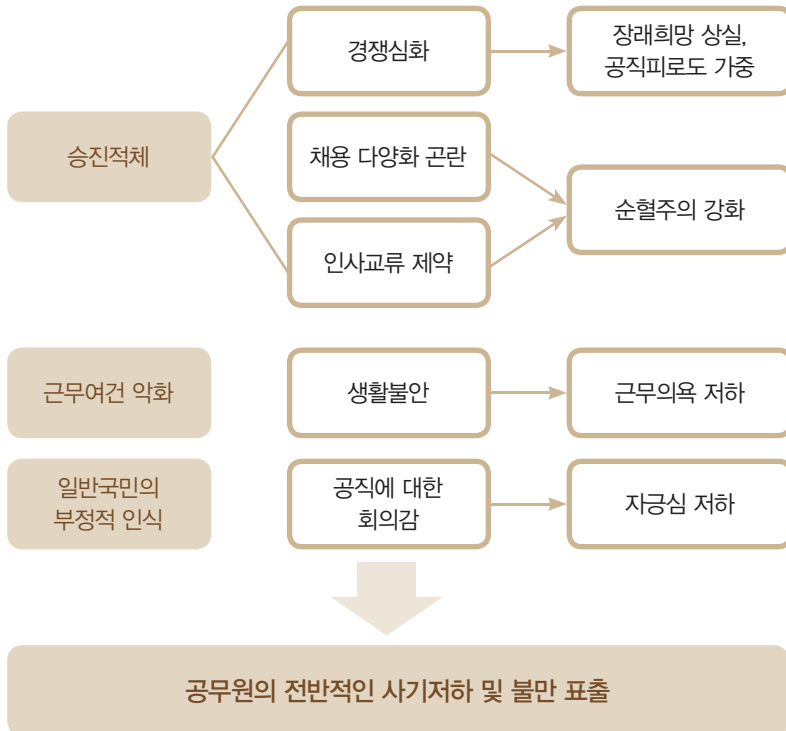 승진적체
경쟁심화
장래희망 상실,
공직피로도 가중
채용 다양화 곤란
인사교류 제약
순혈주의 강화
근무여건 악화
생활불안
근무의욕 저하
일반국민의
부정적 인식
공직에 대한
회의감
자긍심 저하
공무원의 전반적인 사기저하 및 불만 표출